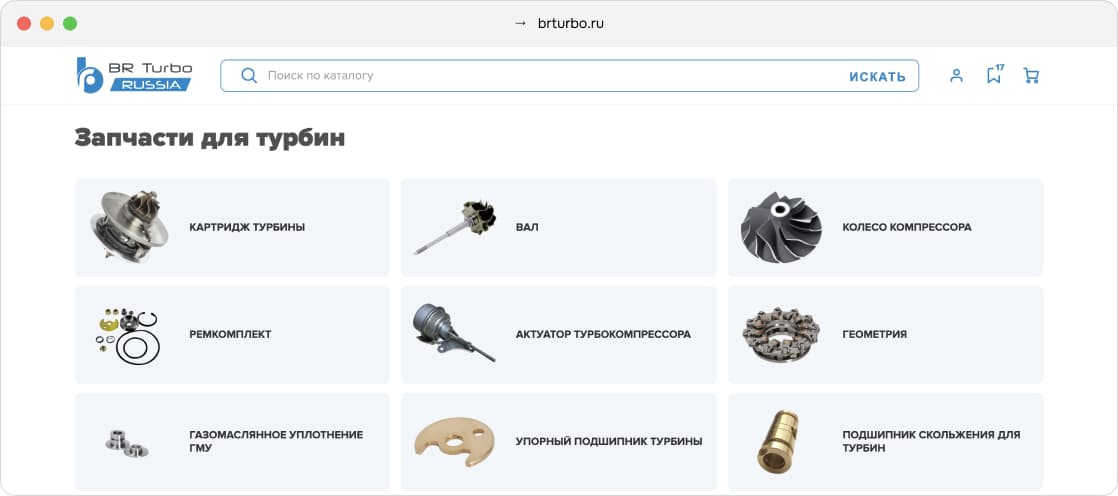 → brturbo.ru
BR Turbo
RUSSIA
Поиск по каталогу
ИСКАТЬ
17
Запчасти для турбин
КАРТРИДЖ ТУРБИНЫ
ВАЛ
КОЛЕСО КОМПРЕССОРА
РЕМКОМПЛЕКТ
АКТУАТОР ТУРБОКОМПРЕССОРА
ГЕОМЕТРИЯ
ГАЗОМАСЛЯННОЕ УПЛОТНЕНИЕ
ГМУ
УПОРНЫЙ ПОДШИПНИК ТУРБИНЫ
ПОДШИПНИК СКОЛЬЖЕНИЯ ДЛЯ
ТУРБИН